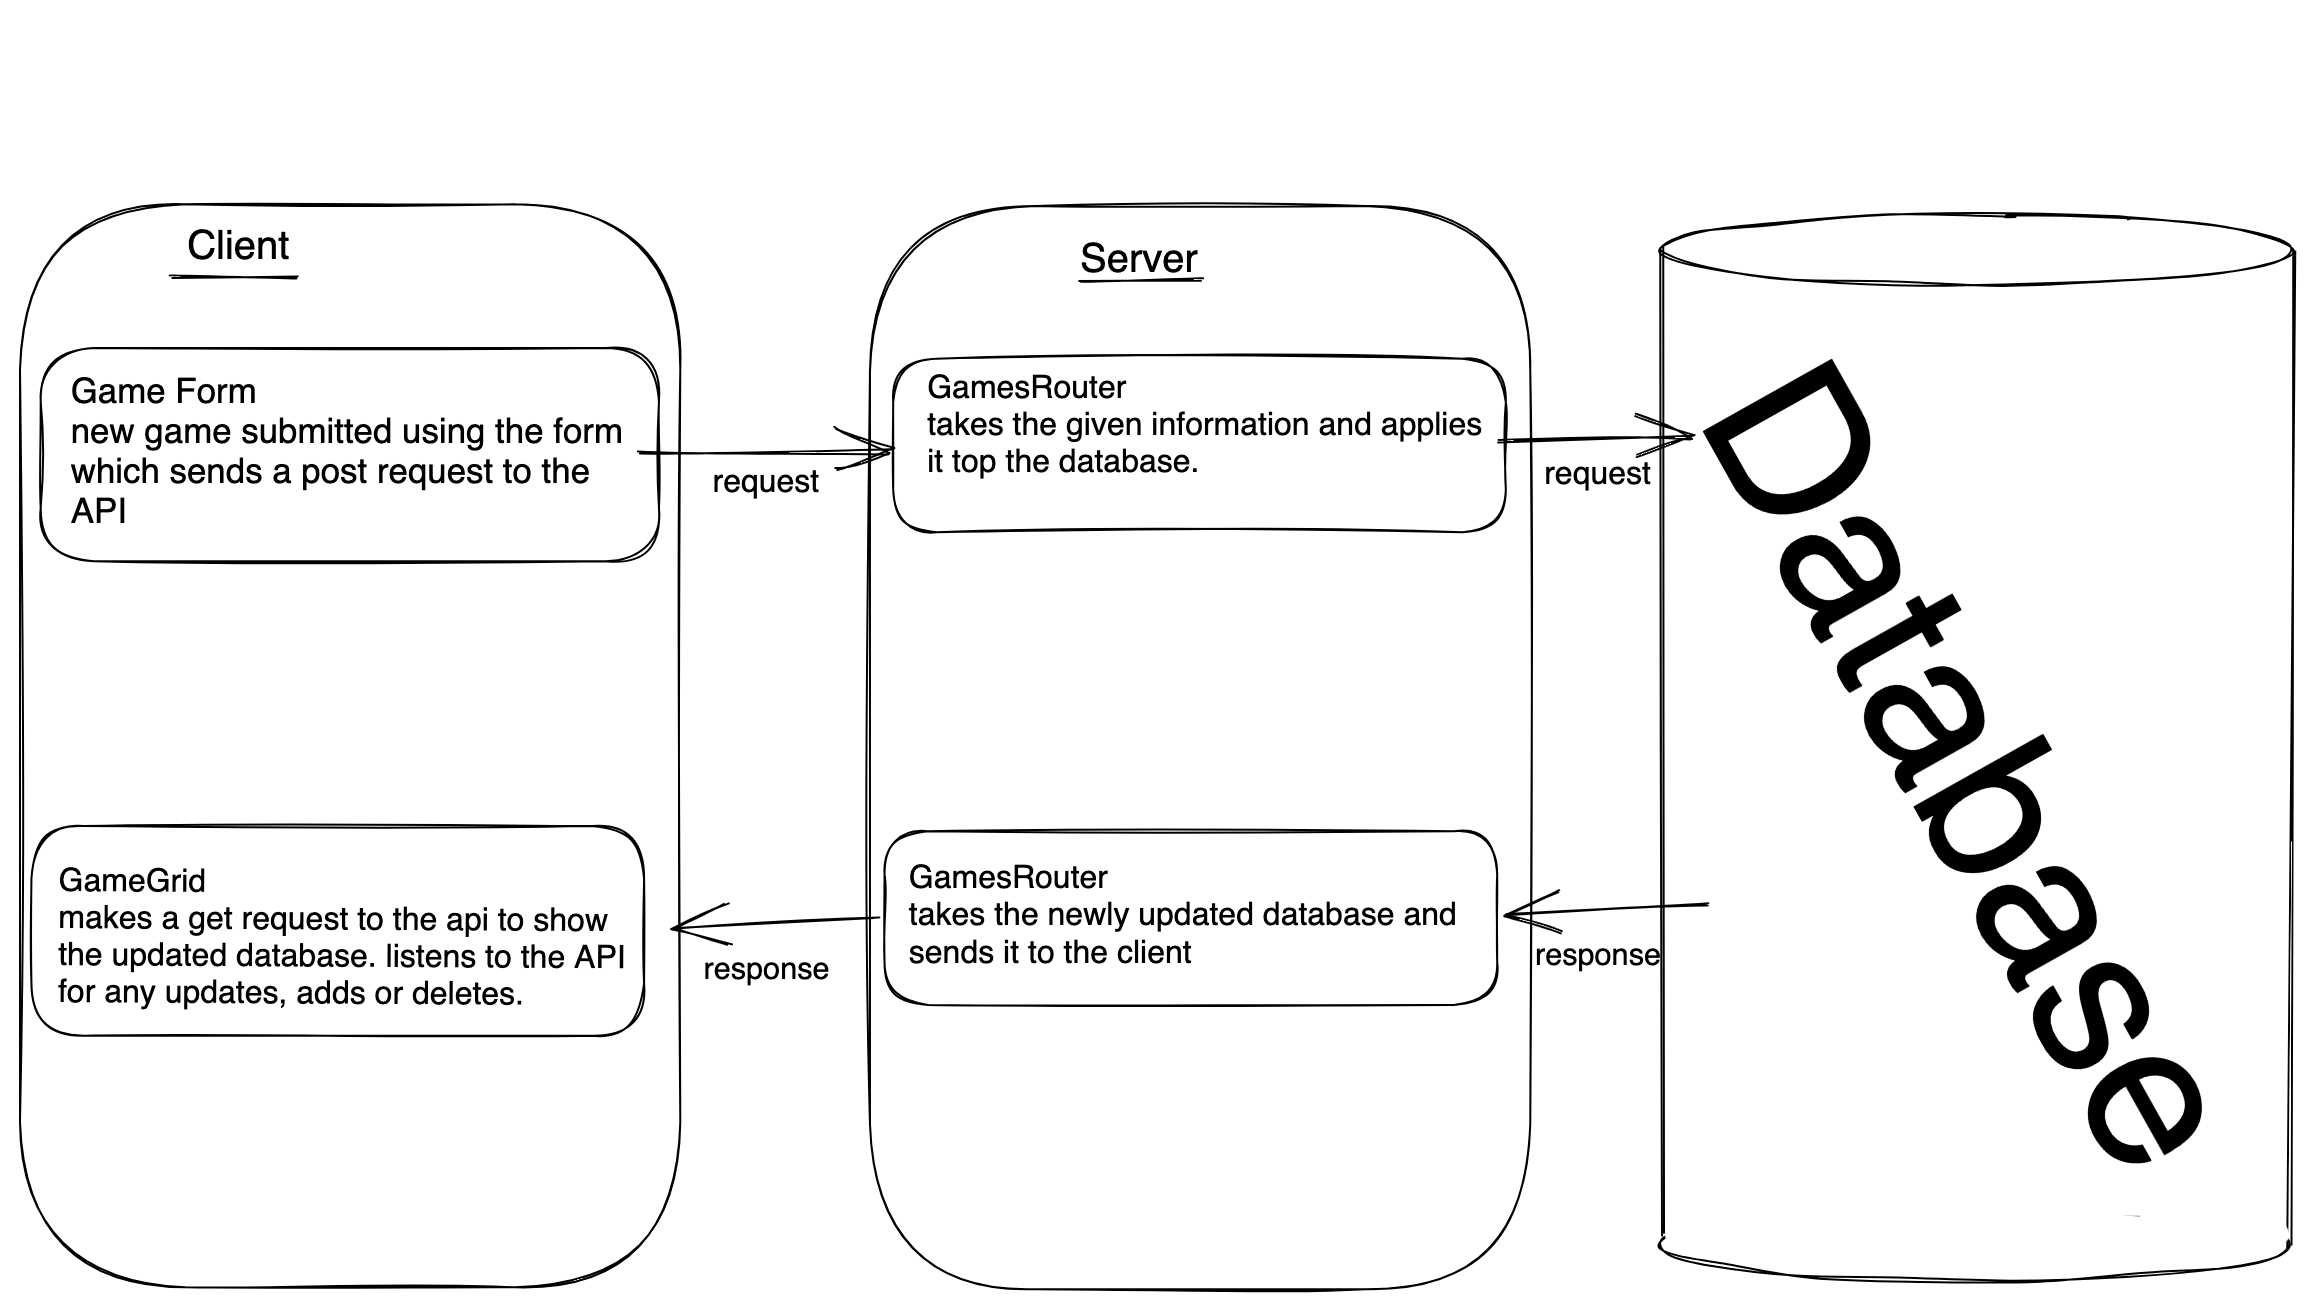 Client
Game Form
new game submitted using the form
which sends a post request to the
API
request
Server
GamesRouter
takes the given information and applies
it top the database.
request
Database
GameGrid
makes a get request to the api to show
the updated database. listens to the API
for any updates, adds or deletes.
response
GamesRouter
takes the newly updated database and
sends it to the client
response